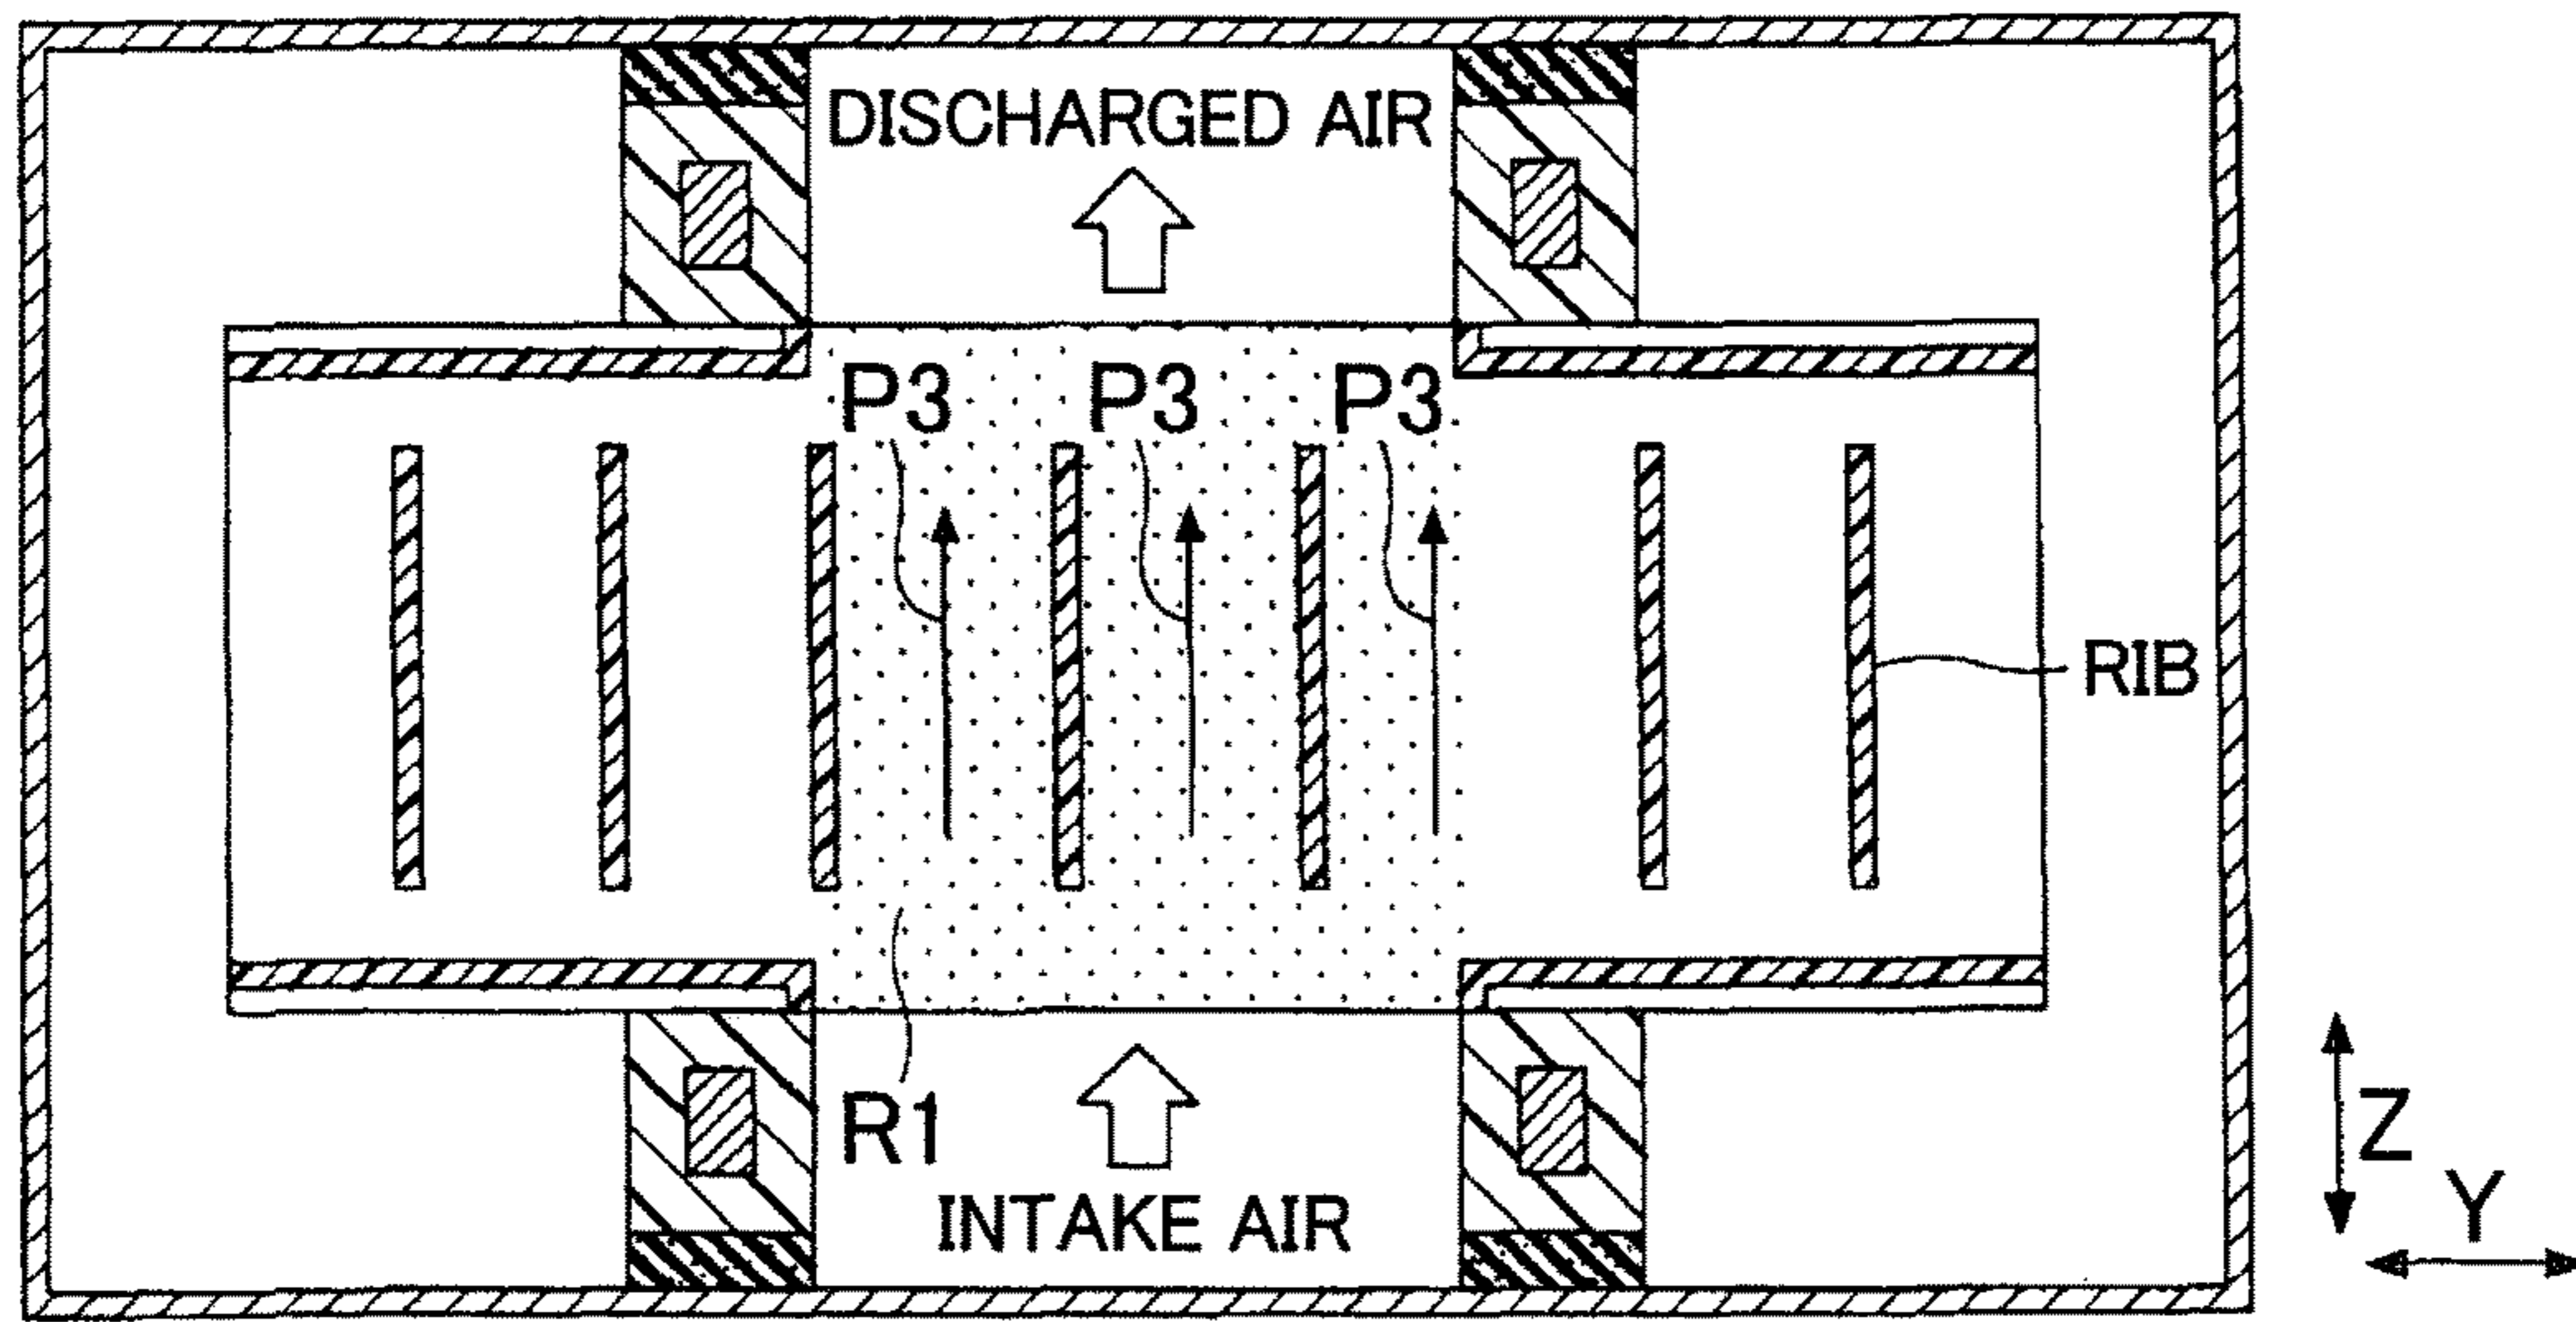 DISCHARGED AIR
P3 P3 P3
RIB
R1
INTAKE AIR
Z
Y